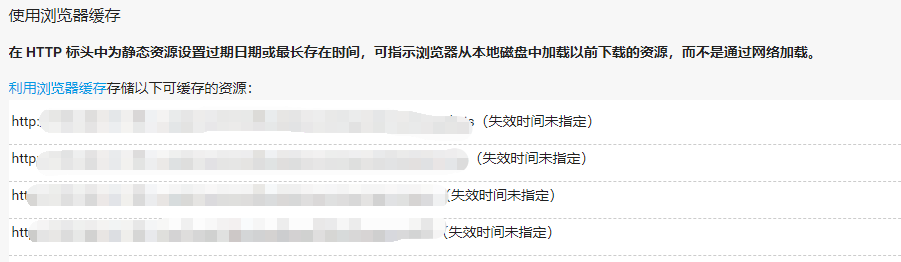 使用浏览器缓存
在 HTTP 标头中为静态资源设置过期日期或最长存在时间，可指示浏览器从本地磁盘中加载以前下载的资源，而不是通过网络加载。
利用浏览器缓存存储以下可缓存的资源：
http: s（失效时间未指定）
http （失效时间未指定）
htt （失效时间未指定）
http （失效时间未指定）